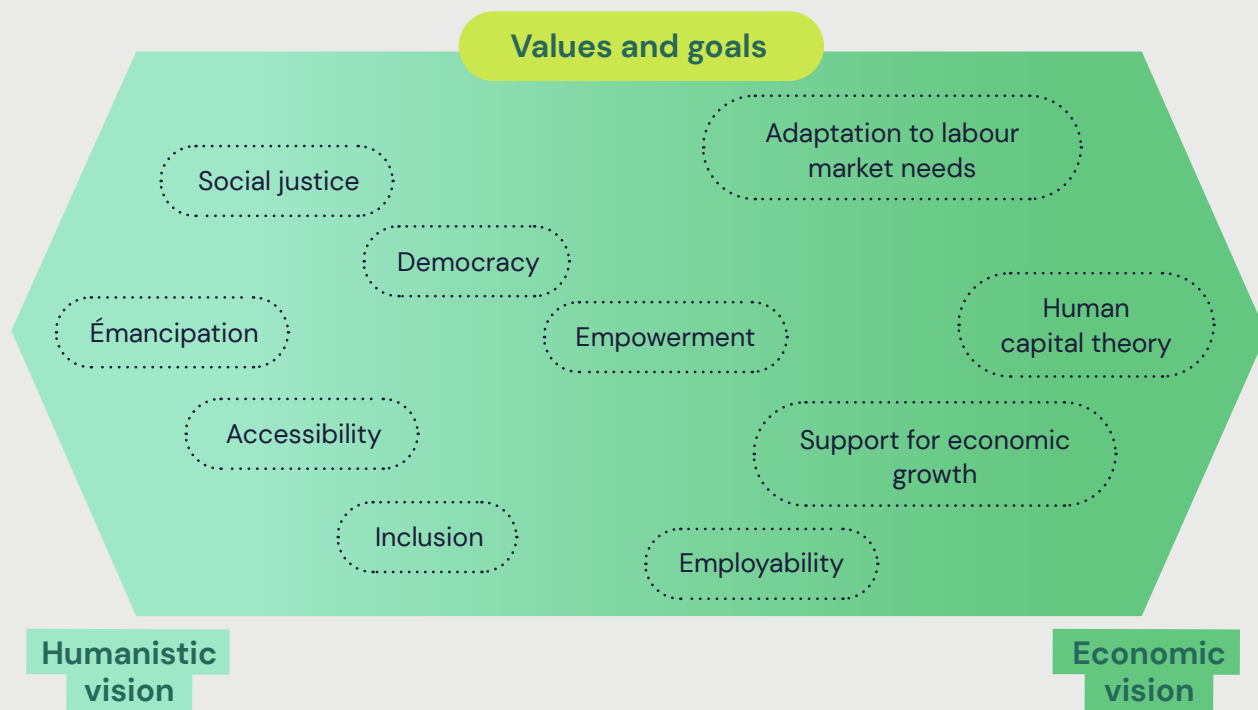 Values and goals
Adaptation to labour
market needs
Social justice
Democracy
Émancipation
Empowerment
Human
capital theory
Accessibility
Support for economic
growth
Inclusion
Employability
Humanistic
vision
Economic
vision